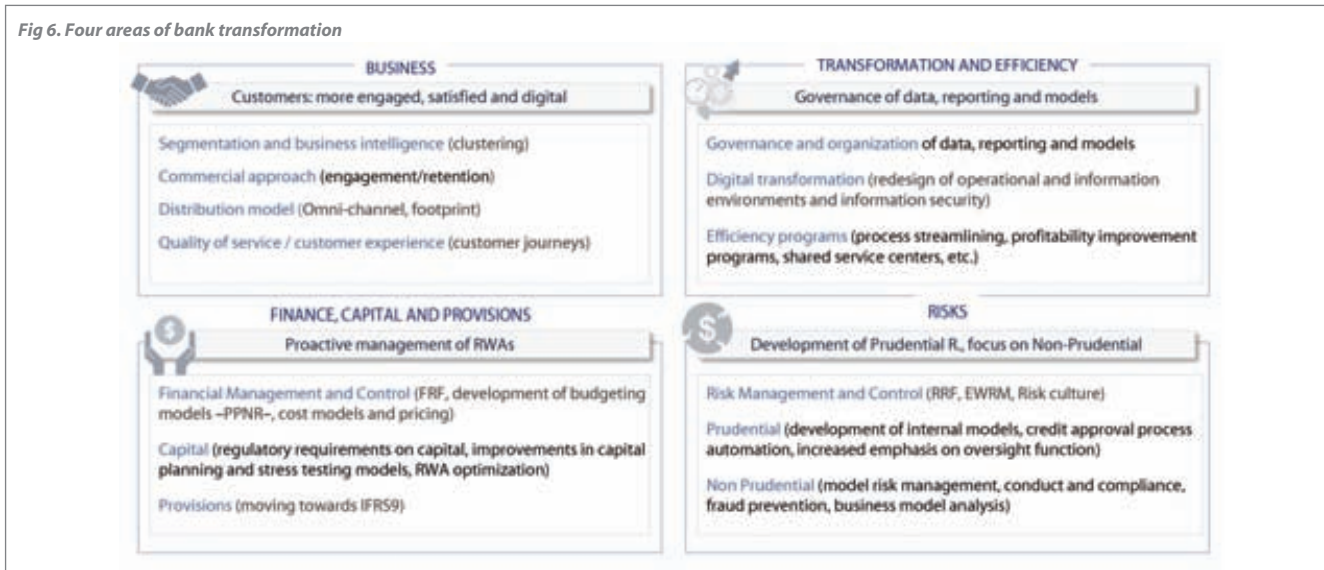 Fig 6. Four areas of bank transformation
BUSINESS
Customers: more engaged, satisfied and digital
Segmentation and business intelligence (clustering)
Commercial approach (engagement/retention)
Distribution model (Omni-channel, footprint)
Quality of service / customer experience (customer journeys)
TRANSFORMATION AND EFFICIENCY
Governance of data, reporting and models
Governance and organization of data, reporting and models
Digital transformation (redesign of operational and information
environments and information security)
Efficiency programs (process streamlining, profitability improvement
programs, shared service centers, etc.)
FINANCE, CAPITAL AND PROVISIONS
Proactive management of RWAs
Financial Management and Control (FRF, development of budgeting
models –PPNR–, cost models and pricing)
Capital (regulatory requirements on capital, improvements in capital
planning and stress testing models, RWA optimization)
Provisions (moving towards IFRS9)
RISKS
Development of Prudential R., focus on Non-Prudential
Risk Management and Control (RRF, EWRM, Risk culture)
Prudential (development of internal models, credit approval process
automation, increased emphasis on oversight function)
Non Prudential (model risk management, conduct and compliance,
fraud prevention, business model analysis)